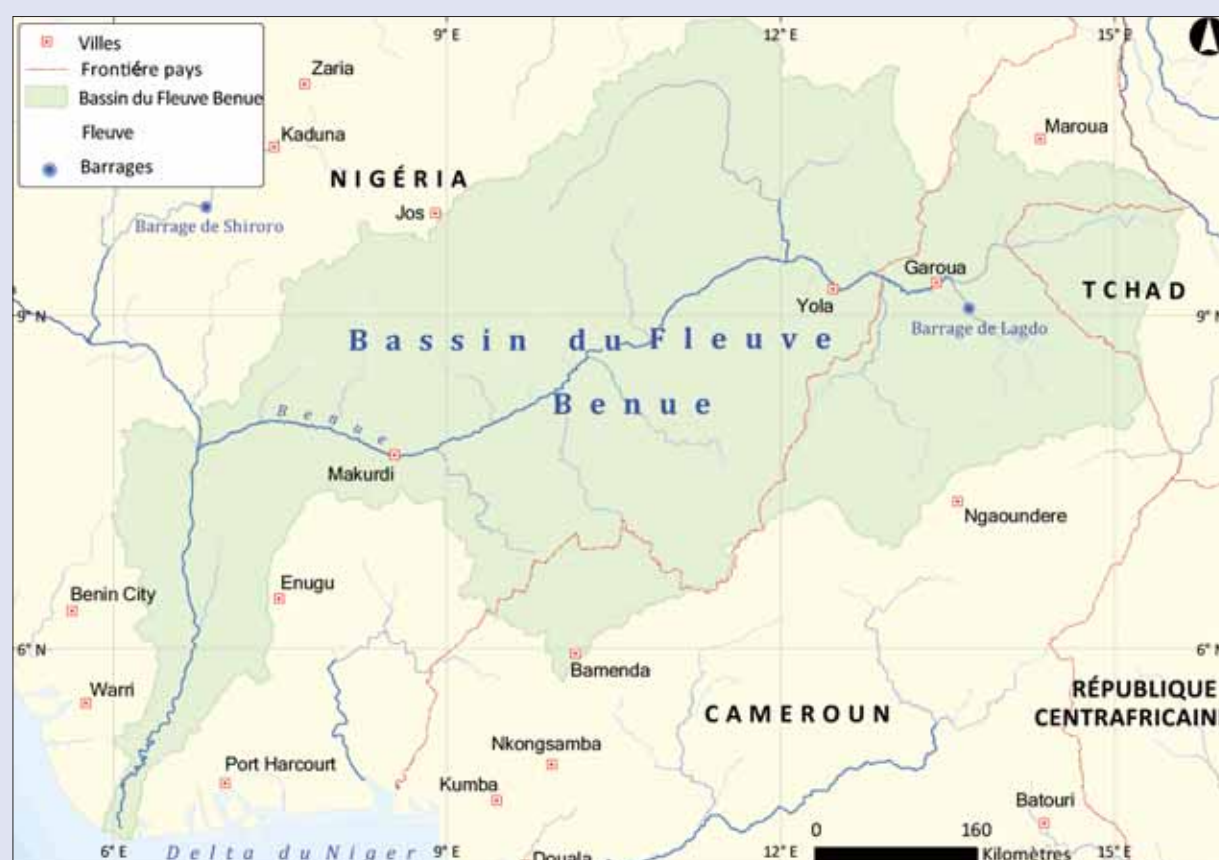 Villes
Frontiére pays
Bassin du Fleuve Benue
Fleuve
Barrages
9° E
12° E
15° E
Zaria
Maroua
Kaduna
NIGÉRIA
Jos
Barrage de Shiroro
Garoua
TCHAD
Yola
9° N
9° N
Barrage de Lagdo
Bassin du Fleuve
Benue
Benue
Makurdi
Ngaoundere
Enugu
Benin City
6° N
6° N
Bamenda
Warri
RÉPUBLIQUE
CENTRAFRICAIN
CAMEROUN
Nkongsamba
Port Harcourt
Kumba
Batouri
0 160
Kilomètres
6° E
Delta du Niger
9° E
Douala
12° E
15° E